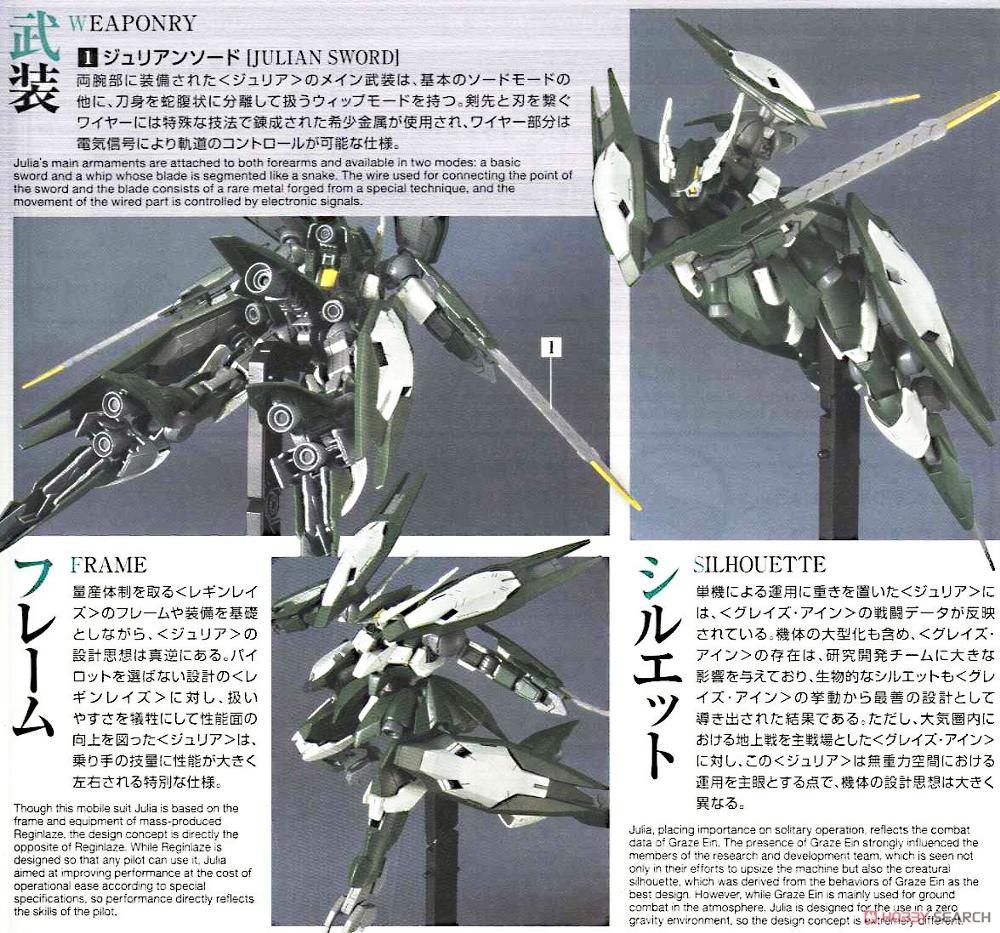 武装
WEAPONRY
1 ジュリアンソード [JULIAN SWORD]
両腕部に装備された<ジュリア>のメイン武装は、基本のソードモードの
他に、刀身を蛇腹状に分離して扱うウィップモードを持つ。剣先と刃を繋ぐ
ワイヤーには特殊な技法で錬成された希少金属が使用され、ワイヤー部分は
電気信号により軌道のコントロールが可能な仕様。
Julia's main armaments are attached to both forearms and available in two modes: a basic
sword and a whip whose blade is segmented like a snake. The wire used for connecting the point of
the sword and the blade consists of a rare metal forged from a special technique, and the
movement of the wired part is controlled by electronic signals.
1
フレーム
FRAME
量産体制を取る<レギンレイ
ズ>のフレームや装備を基礎
としながら、<ジュリア>の
設計思想は真逆にある。パイ
ロットを選ばない設計の<レ
ギンレイズ>に対し、扱い
やすさを犠牲にして性能面の
向上を図った<ジュリア>は、
乗り手の技量に性能が大きく
左右される特別な仕様。
Though this mobile suit Julia is based on the
frame and equipment of mass-produced
Reginlaze, the design concept is directly the
opposite of Reginlaze. While Reginlaze is
designed so that any pilot can use it, Julia
aimed at improving performance at the cost of
operational ease according to special
specifications, so performance directly reflects
the skills of the pilot.
シルエット
SILHOUETTE
単機による運用に重きを置いた<ジュリア>に
は、<グレイズ・アイン>の戦闘データが反映
されている。機体の大型化も含め、<グレイズ・
アイン>の存在は、研究開発チームに大きな
影響を与えており、生物的なシルエットも<グレ
イズ・アイン>の挙動から最善の設計として
導き出された結果である。ただし、大気圏内に
おける地上戦を主戦場とした<グレイズ・アイン>
に対し、この<ジュリア>は無重力空間における
運用を主眼とする点で、機体の設計思想は大きく
異なる。
Julia, placing importance on solitary operation, reflects the combat
data of Graze Ein. The presence of Graze Ein strongly influenced the
members of the research and development team, which is seen not
only in their efforts to upsize the machine but also the creatural
silhouette, which was derived from the behaviors of Graze Ein as the
best design. However, while Graze Ein is mainly used for ground
combat in the atmosphere, Julia is designed for the use in a zero
gravity environment, so the design concept is extremely different.
HOBBY SEARCH